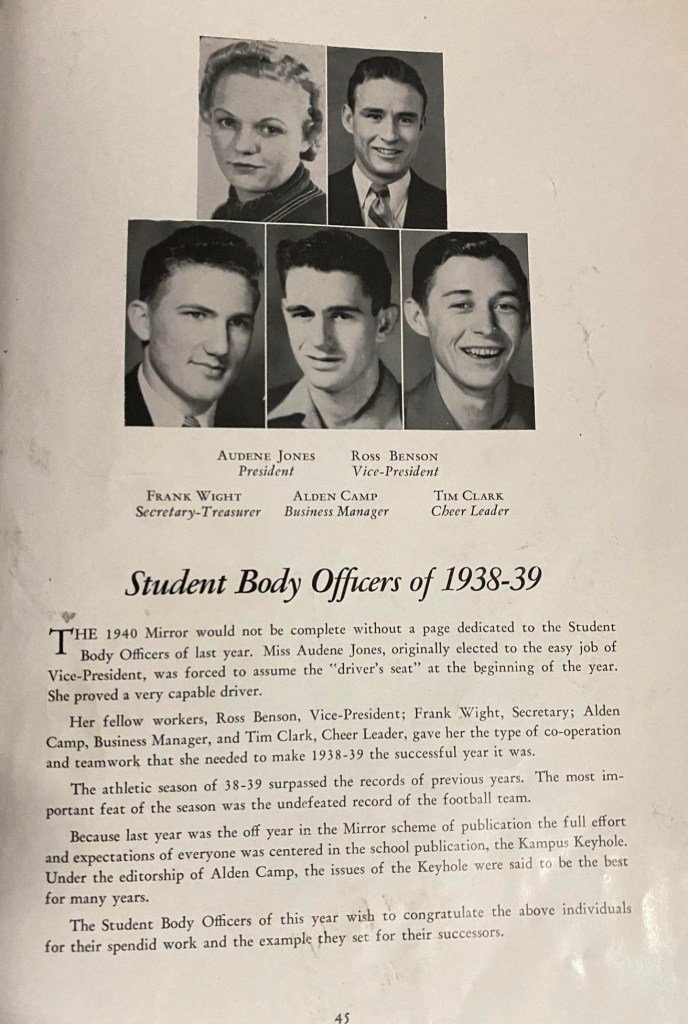 AUDENE JONES ROSS BENSON
President Vice-President
FRANK WIGHT ALDEN CAMP TIM CLARK
Secretary-Treasurer Business Manager Cheer Leader
Student Body Officers of 1938-39
THE 1940 Mirror would not be complete without a page dedicated to the Student
Body Officers of last year. Miss Audene Jones, originally elected to the easy job of
Vice-President, was forced to assume the "driver's seat" at the beginning of the year.
She proved a very capable driver.
Her fellow workers, Ross Benson, Vice-President; Frank Wight, Secretary; Alden
Camp, Business Manager, and Tim Clark, Cheer Leader, gave her the type of co-operation
and teamwork that she needed to make 1938-39 the successful year it was.
The athletic season of 38-39 surpassed the records of previous years. The most im-
portant feat of the season was the undefeated record of the football team.
Because last year was the off year in the Mirror scheme of publication the full effort
and expectations of everyone was centered in the school publication, the Kampus Keyhole.
Under the editorship of Alden Camp, the issues of the Keyhole were said to be the best
for many years.
The Student Body Officers of this year wish to congratulate the above individuals
for their spendid work and the example they set for their successors.
45